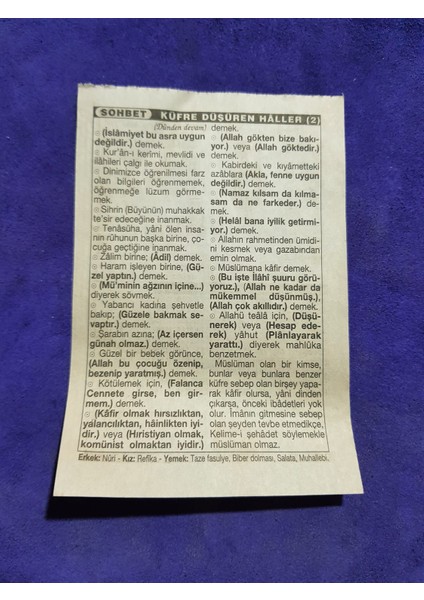 SOHBET KÜFRE DÜŞÜREN HÂLLER (2)
(Dünden devam)
⊙ (İslâmiyet bu asra uygun
değildir.) demek.
⊙ Kur'ân-ı kerîmi, mevlidi ve
ilâhileri çalgı ile okumak.
⊙ Dinimizce öğrenilmesi farz
olan bilgileri öğrenmemek,
öğrenmeğe lüzum görme-
mek.
⊙ Sihrin (Büyünün) muhakkak
te'sir edeceğine inanmak.
⊙ Tenâsüha, yâni ölen insa-
nın rûhunun başka birine, ço-
cuğa geçtiğine inanmak.
⊙ Zâlim birine; (Âdil) demek.
⊙ Haram işleyen birine, (Gü-
zel yaptın.) demek.
⊙ (Mü'minin ağzının içine...)
diyerek sövmek.
⊙ Yabancı kadına şehvetle
bakıp; (Güzele bakmak se-
vaptır.) demek.
⊙ Şarabın azına; (Az içersen
günah olmaz.) demek.
⊙ Güzel bir bebek görünce,
(Allah bu çocuğu özenip,
bezenip yaratmış.) demek.
⊙ Kötülemek için, (Falanca
Cennete girse, ben gir-
mem.) demek.
⊙ (Kâfir olmak hırsızlıktan,
yalancılıktan, hâinlikten iyi-
dir.) veya (Hıristiyan olmak,
komünist olmaktan iyidir.)
demek.
⊙ (Allah gökten bize bakı-
yor.) veya (Allah göktedir.)
demek.
⊙ Kabirdeki ve kıyâmetteki
azâblara (Akla, fenne uygun
değil.) demek.
⊙ (Namaz kılsam da kılma-
sam da ne farkeder.) de-
mek.
⊙ (Helâl bana iyilik getirmi-
yor.) demek.
⊙ Allahın rahmetinden ümidi-
ni kesmek veya gazabından
emin olmak.
⊙ Müslümana kâfir demek.
⊙ (Bu işte İlâhî şuuru görü-
yoruz.), (Allah ne kadar da
mükemmel düşünmüş.),
(Allah çok akıllıdır.) demek.
⊙ Allahü teâlâ için, (Düşü-
nerek) veya (Hesap ede-
rek) yâhut (Plânlayarak
yarattı.) diyerek mahlûka
benzetmek.
Müslüman olan bir kimse,
bunlar veya bunlara benzer
küfre sebep olan birşey yapa-
rak kâfir olursa, yâni dinden
çıkarsa, önceki ibâdetleri yok
olur. İmânın gitmesine sebep
olan şeyden tevbe etmedikçe,
Kelime-i şehâdet söylemekle
müslüman olmaz.
Erkek: Nûri - Kız: Refika - Yemek: Taze fasulye, Biber dolması, Salata, Muhallebi.